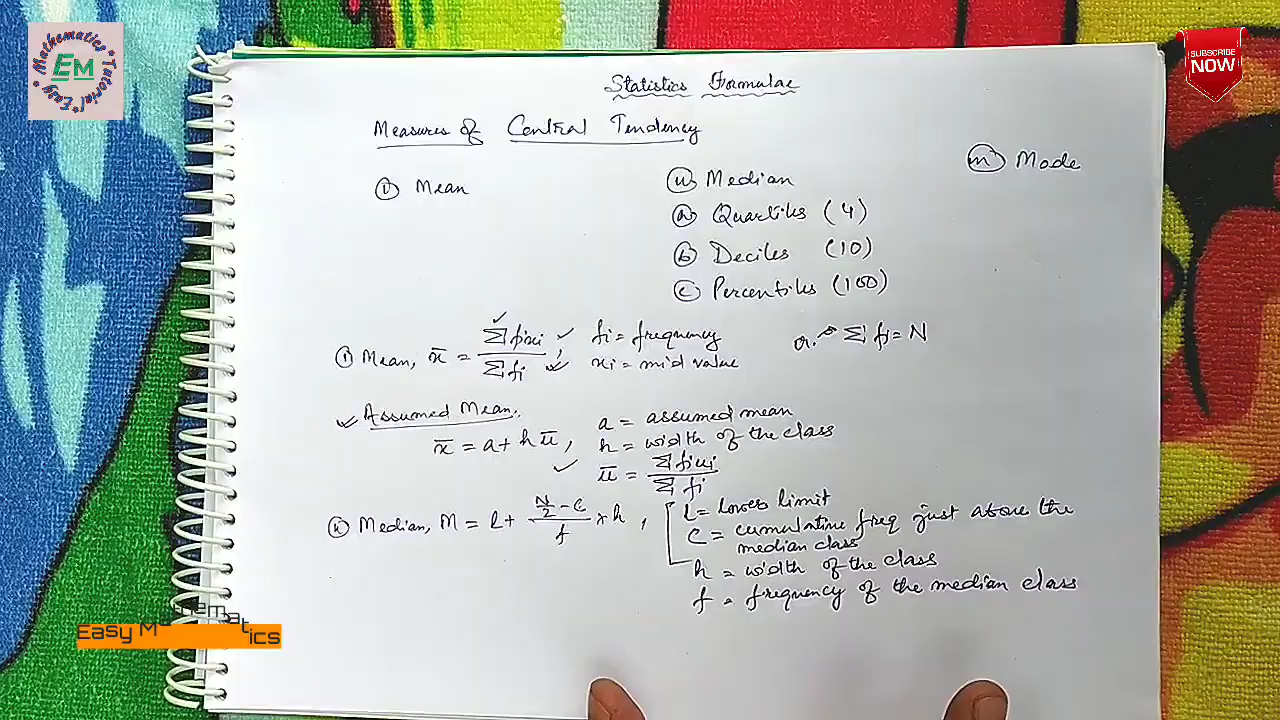 Mathematics * Easy Tutorial *
EM
SUBSCRIBE
NOW
Statistics Formulae
Measures of Central Tendency
(i) Mean
(ii) Median
(iii) Mode
(a) Quartiles (4)
(b) Deciles (10)
(c) Percentiles (100)
(i) Mean, x̄ = Σfixi / Σfi, fi = frequency
xi = mid value
or Σfi = N
Assumed Mean.
x̄ = a + h ū, a = assumed mean
h = width of the class
ū = Σfiui / Σfi
(ii) Median, M = l + (N/2 - C)/f × h, l = lowers limit
C = cumulative freq just above the
median class
h = width of the class
f = frequency of the median class
Easy Mathematics